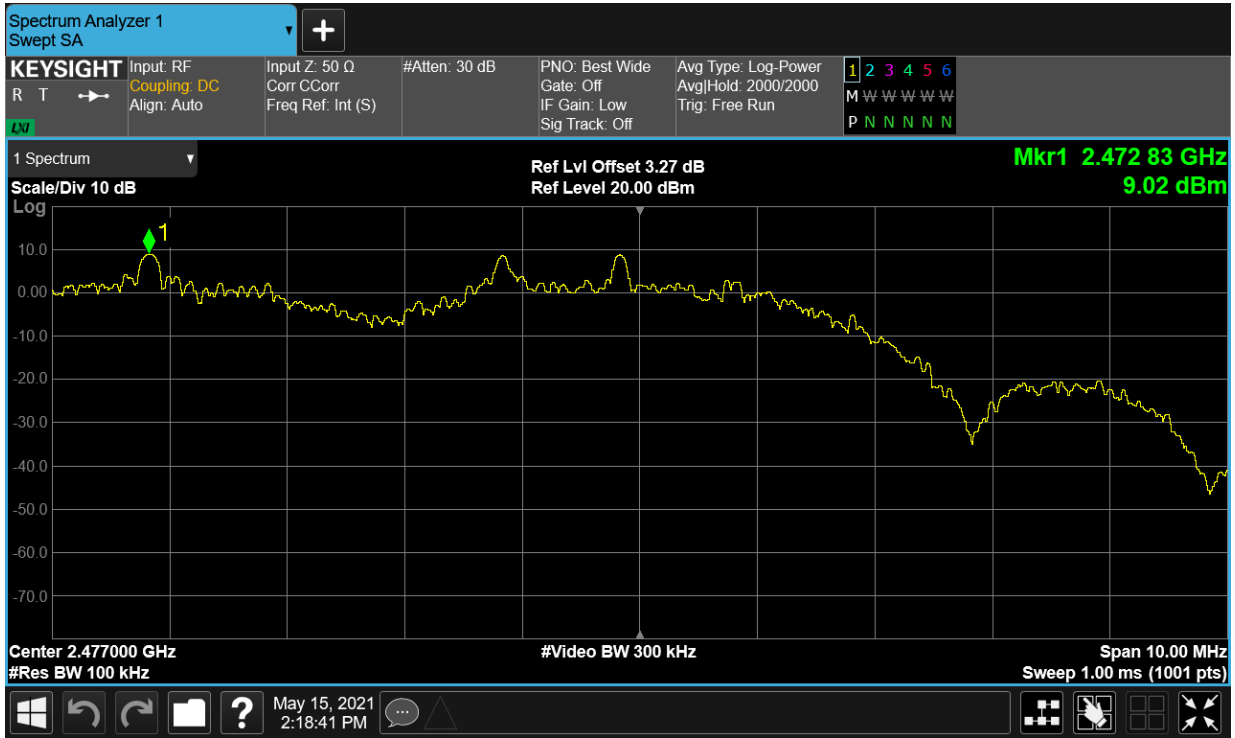 Spectrum Analyzer 1
Swept SA
KEYSIGHT
R T
LXI
Input: RF
Coupling: DC
Align: Auto
Input Z: 50 Ω
Corr CCorr
Freq Ref: Int (S)
#Atten: 30 dB
PNO: Best Wide
Gate: Off
IF Gain: Low
Sig Track: Off
Avg Type: Log-Power
Avg|Hold: 2000/2000
Trig: Free Run
1 2 3 4 5 6
M W W W W W
P N N N N N
1 Spectrum
Scale/Div 10 dB
Log
Ref Lvl Offset 3.27 dB
Ref Level 20.00 dBm
Mkr1 2.472 83 GHz
9.02 dBm
1
10.0
0.00
-10.0
-20.0
-30.0
-40.0
-50.0
-60.0
-70.0
Center 2.477000 GHz
#Res BW 100 kHz
#Video BW 300 kHz
Span 10.00 MHz
Sweep 1.00 ms (1001 pts)
?
May 15, 2021
2:18:41 PM